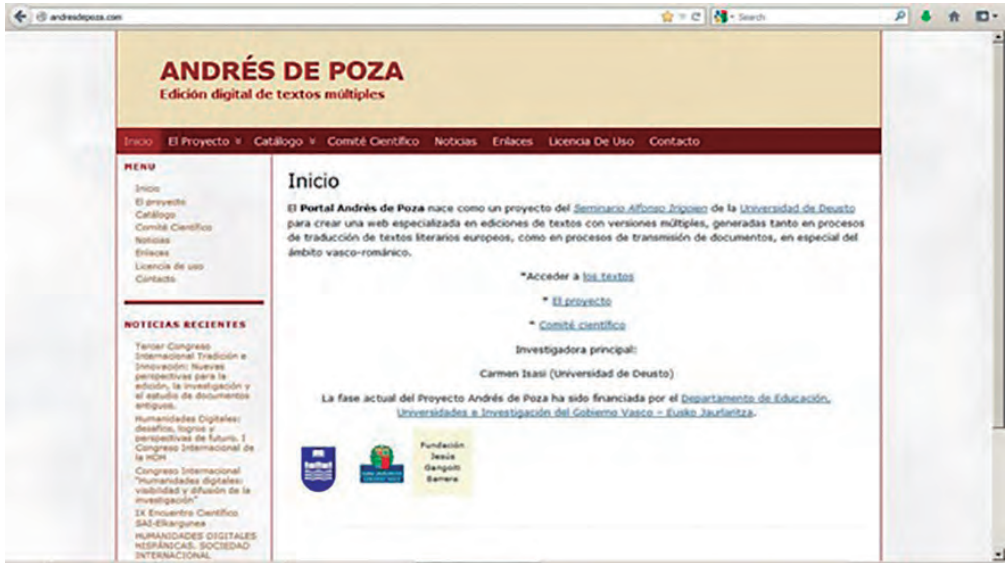 andresdepoza.com
Search
ANDRÉS DE POZA
Edición digital de textos múltiples
Inicio El Proyecto Catálogo Comité Científico Noticias Enlaces Licencia De Uso Contacto
MENU
Inicio
El proyecto
Catálogo
Comité Científico
Noticias
Enlaces
Licencia de uso
Contacto
NOTICIAS RECIENTES
Tercer Congreso
Internacional Tradición e
Innovación: Nuevas
perspectivas para la
edición, la investigación y
el estudio de documentos
antiguos.
Humanidades Digitales:
desafíos, logros y
perspectivas de futuro. I
Congreso Internacional de
la HDH
Congreso Internacional
"Humanidades digitales:
visibilidad y difusión de la
investigación"
IX Encuentro Científico
SAI-Elkargunea
HUMANIDADES DIGITALES
HISPÁNICAS. SOCIEDAD
INTERNACIONAL
Inicio
El Portal Andrés de Poza nace como un proyecto del Seminario Alfonso Irigoien de la Universidad de Deusto
para crear una web especializada en ediciones de textos con versiones múltiples, generadas tanto en procesos
de traducción de textos literarios europeos, como en procesos de transmisión de documentos, en especial del
ámbito vasco-románico.
*Acceder a los textos
* El proyecto
* Comité científico
Investigadora principal:
Carmen Isasi (Universidad de Deusto)
La fase actual del Proyecto Andrés de Poza ha sido financiada por el Departamento de Educación,
Universidades e Investigación del Gobierno Vasco – Eusko Jaurlaritza.
Fundación
Jesús
Gangoiti
Barrera